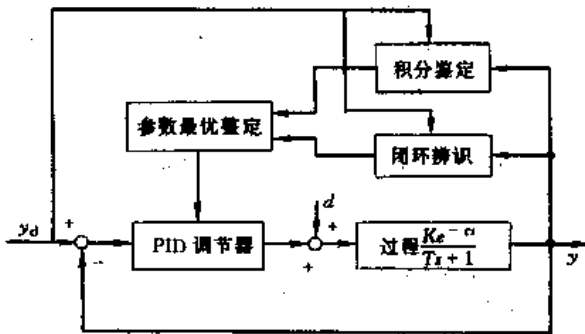 积分鉴定
参数最优整定
闭环辨识
d
y_d
+
-
PID 调节器
+
+
过程 Ke^-τs / Ts + 1
y